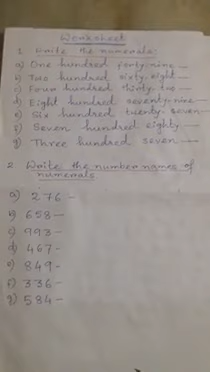 Worksheet
1. Write the numerals:
a) One hundred forty-nine —
b) Two hundred sixty-eight —
c) Four hundred thirty-two —
d) Eight hundred seventy-nine —
e) Six hundred twenty-seven —
f) Seven hundred eighty —
g) Three hundred seven —
2. Write the number names of
numerals
a) 276 —
b) 658 —
c) 993 —
d) 467 —
e) 849 —
f) 336 —
g) 584 —